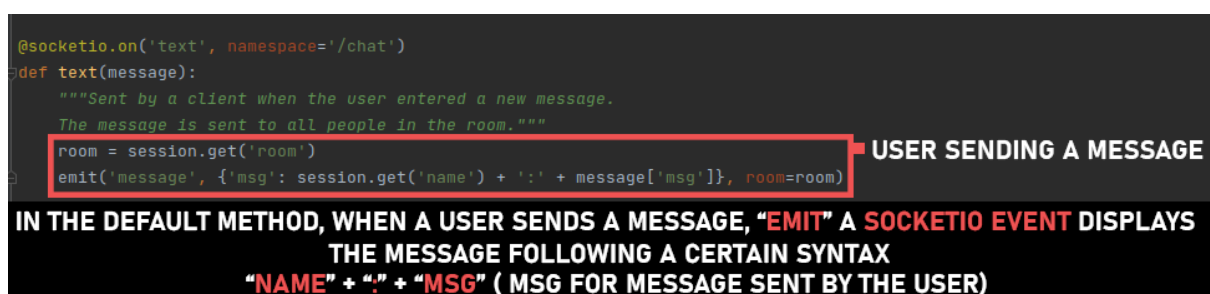 @socketio.on('text', namespace='/chat')
def text(message):
"""Sent by a client when the user entered a new message.
The message is sent to all people in the room."""
room = session.get('room')
emit('message', {'msg': session.get('name') + ':' + message['msg']}, room=room)
USER SENDING A MESSAGE
IN THE DEFAULT METHOD, WHEN A USER SENDS A MESSAGE, “EMIT” A SOCKETIO EVENT DISPLAYS
THE MESSAGE FOLLOWING A CERTAIN SYNTAX
“NAME” + “:” + “MSG” ( MSG FOR MESSAGE SENT BY THE USER)